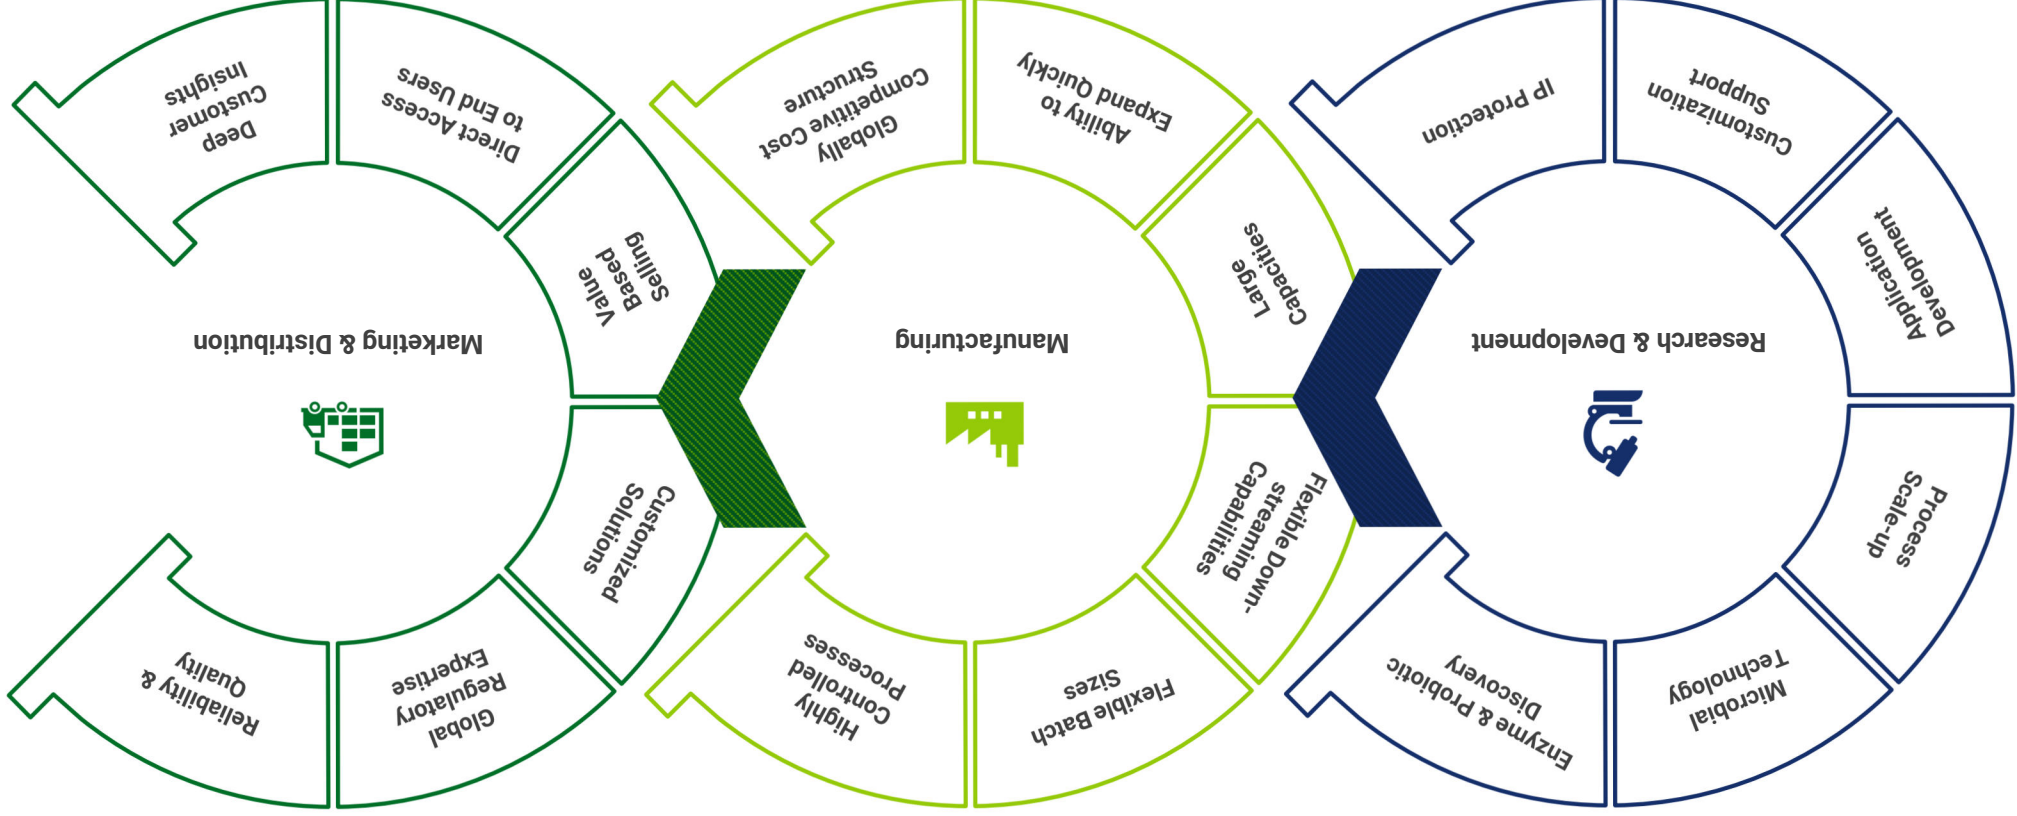 Research & Development
Enzyme & Probiotic
Discovery
Microbial
Technology
Process
Scale-up
Application
Development
Customization
Support
IP Protection
Manufacturing
Highly
Controlled
Processes
Flexible Batch
Sizes
Flexible Down-
streaming
Capabilities
Large
Capacities
Ability to
Expand Quickly
Globally
Competitive Cost
Structure
Marketing & Distribution
Reliability &
Quality
Global
Regulatory
Expertise
Customized
Solutions
Value
Based
Selling
Direct Access
to End Users
Deep
Customer
Insights